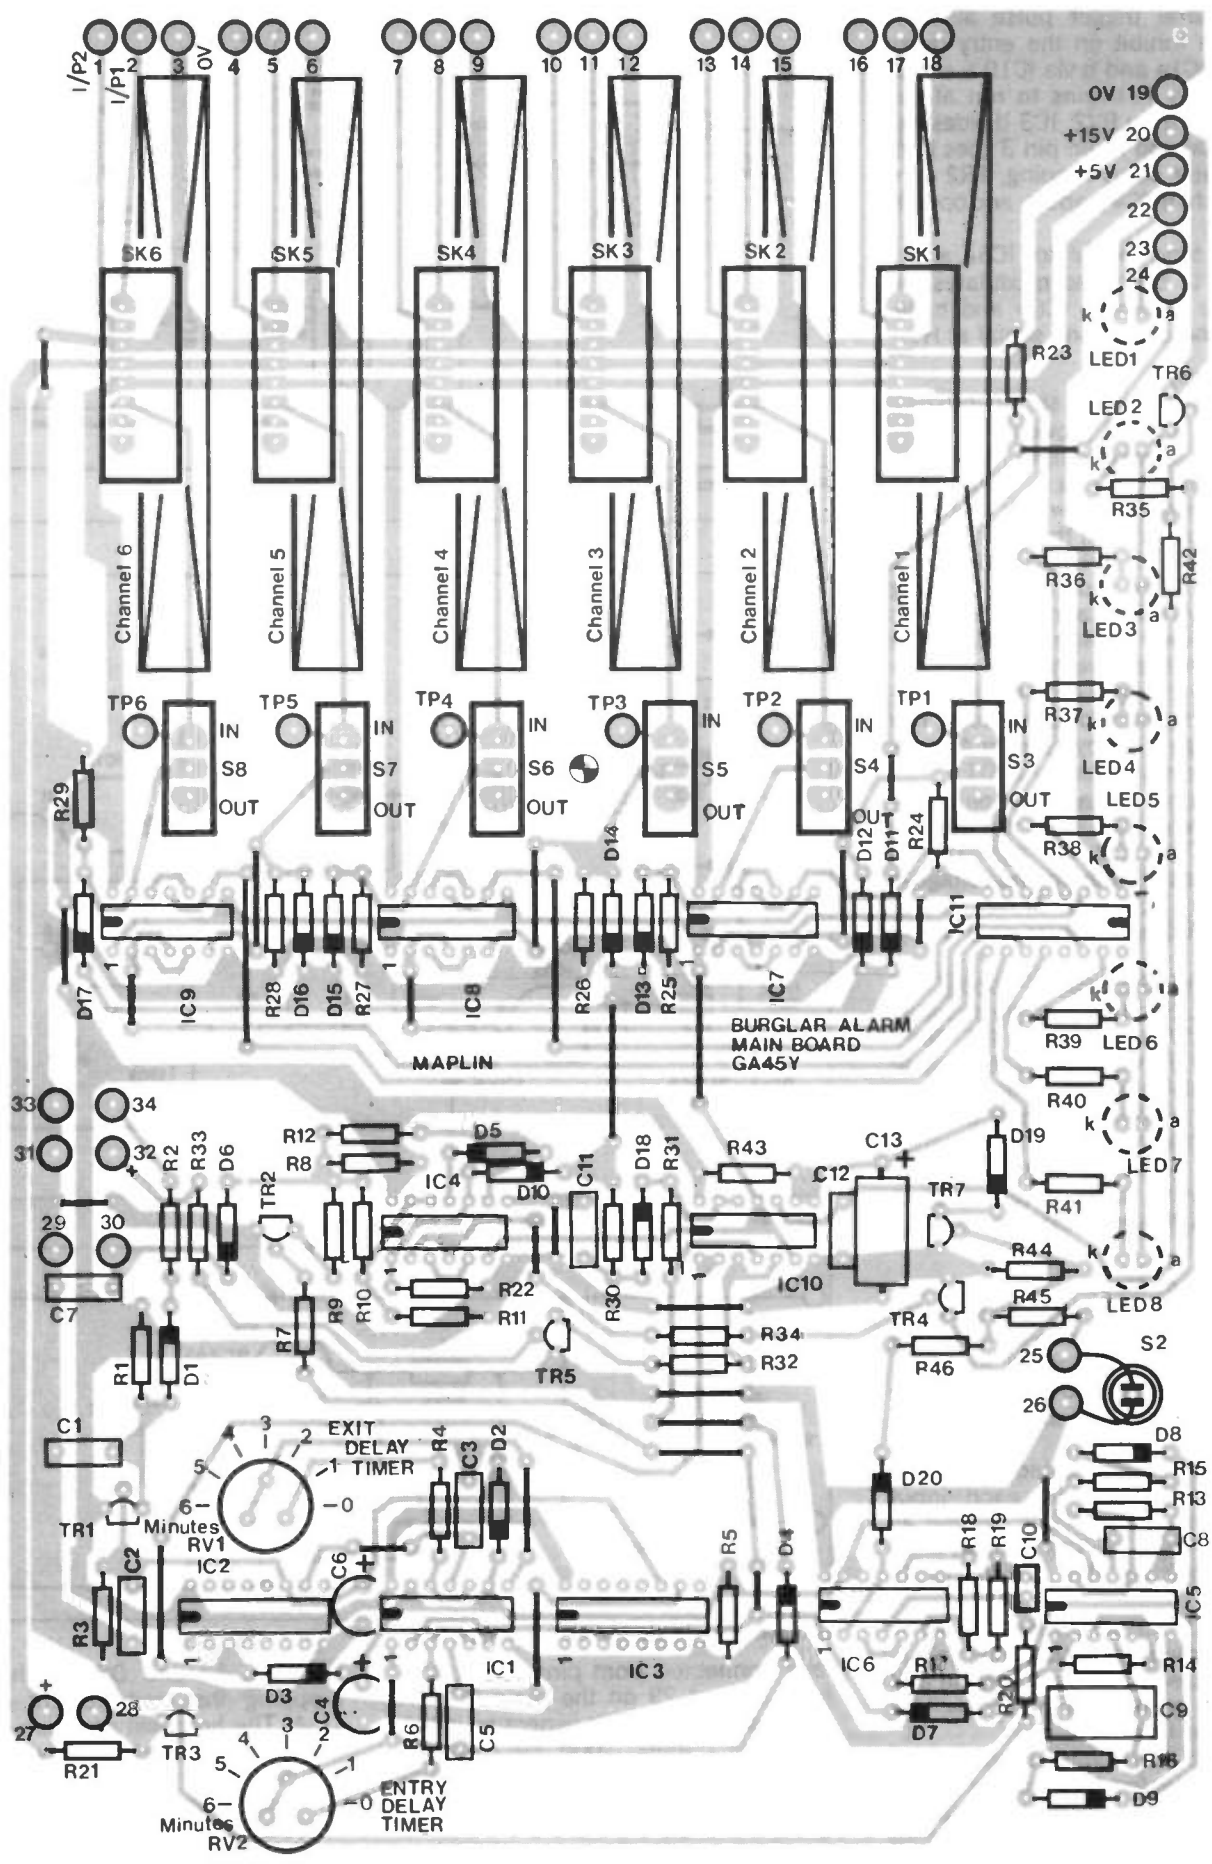 I/P2 I/P1 0V
1 2 3 4 5 6 7 8 9 10 11 12 13 14 15 16 17 18
0V 19
+15V 20
+5V 21
22
23
24
SK6 SK5 SK4 SK3 SK2 SK1
k a
LED1
R23
TR6
LED2
k a
R35
Channel 6 Channel 5 Channel 4 Channel 3 Channel 2 Channel 1
R36
R42
k a
LED3
TP6 TP5 TP4 TP3 TP2 TP1
R37
k a
LED4
IN IN IN IN IN IN
S8 S7 S6 S5 S4 S3
OUT OUT OUT OUT OUT OUT
R29
D14 D12 D11 R24
LED5
R38
k a
IC11
1
D17
1
IC9
R28 D16 D15 R27
1
IC8
R26 D13 R25
1
IC7
k a
R39 LED6
MAPLIN
BURGLAR ALARM
MAIN BOARD
GA45Y
R40
k a
LED7
33 34
31 32
+
29 30
C7
R2 R33 D6 TR2
R12
R8
D5
D10
IC4
C11 D18 R31
R43
C13 +
C12
D19
TR7
R41
1
R9 R10
R7
R22
R11
R30
1
IC10
R44
R45
k a
LED8
TR4
R34
R32
TR5
R46
25
26
S2
R1 D1
C1
EXIT
DELAY
TIMER
0 1 2 3 4 5 6
Minutes
RV1
IC2
TR1
R4 C3 D2
D20
D8
R15
R13
C8
R3 C2
C6 +
R5 D4
R18 R19 C10
IC5
1
D3
C4 +
1
IC1
IC3
1
IC6
R17
D7
R20
1
R14
C9
R6 C5
+
27 28
R21
TR3
0 1 2 3 4 5 6
Minutes
RV2
ENTRY
DELAY
TIMER
R16
D9